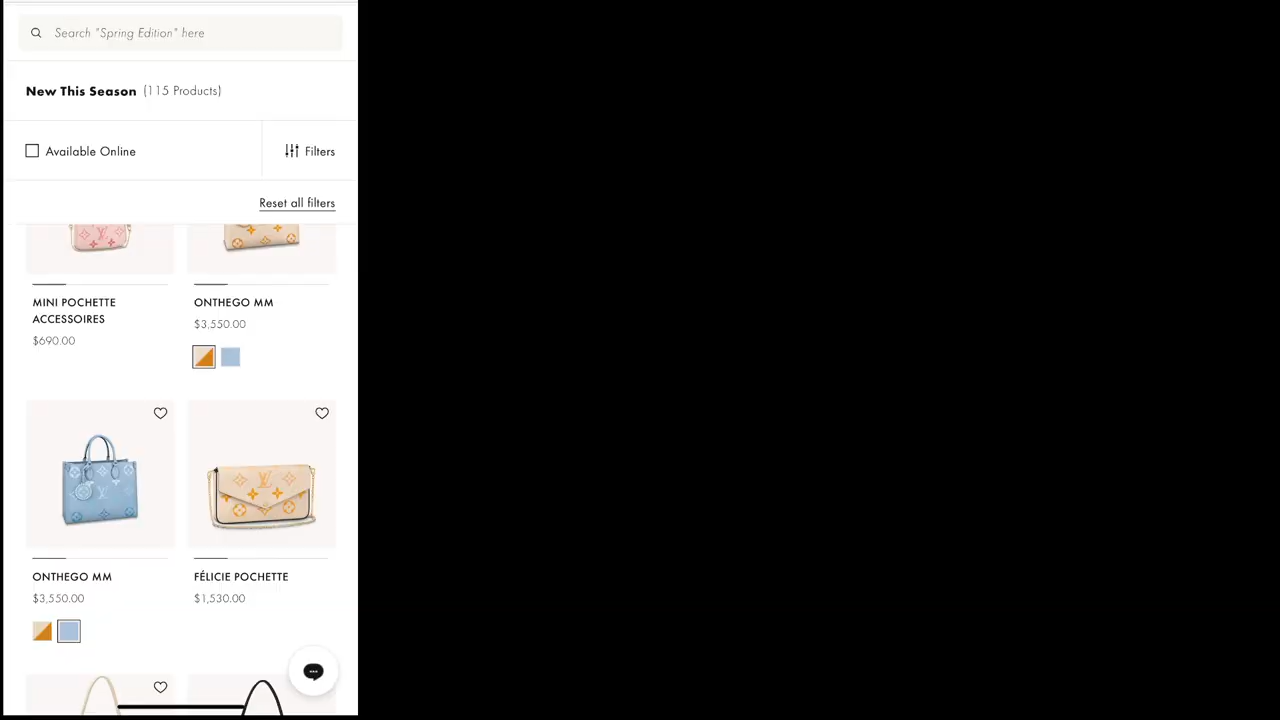 Search "Spring Edition" here
New This Season (115 Products)
Available Online
Filters
Reset all filters
MINI POCHETTE
ACCESSOIRES
$690.00
ONTHEGO MM
$3,550.00
ONTHEGO MM
$3,550.00
FÉLICIE POCHETTE
$1,530.00